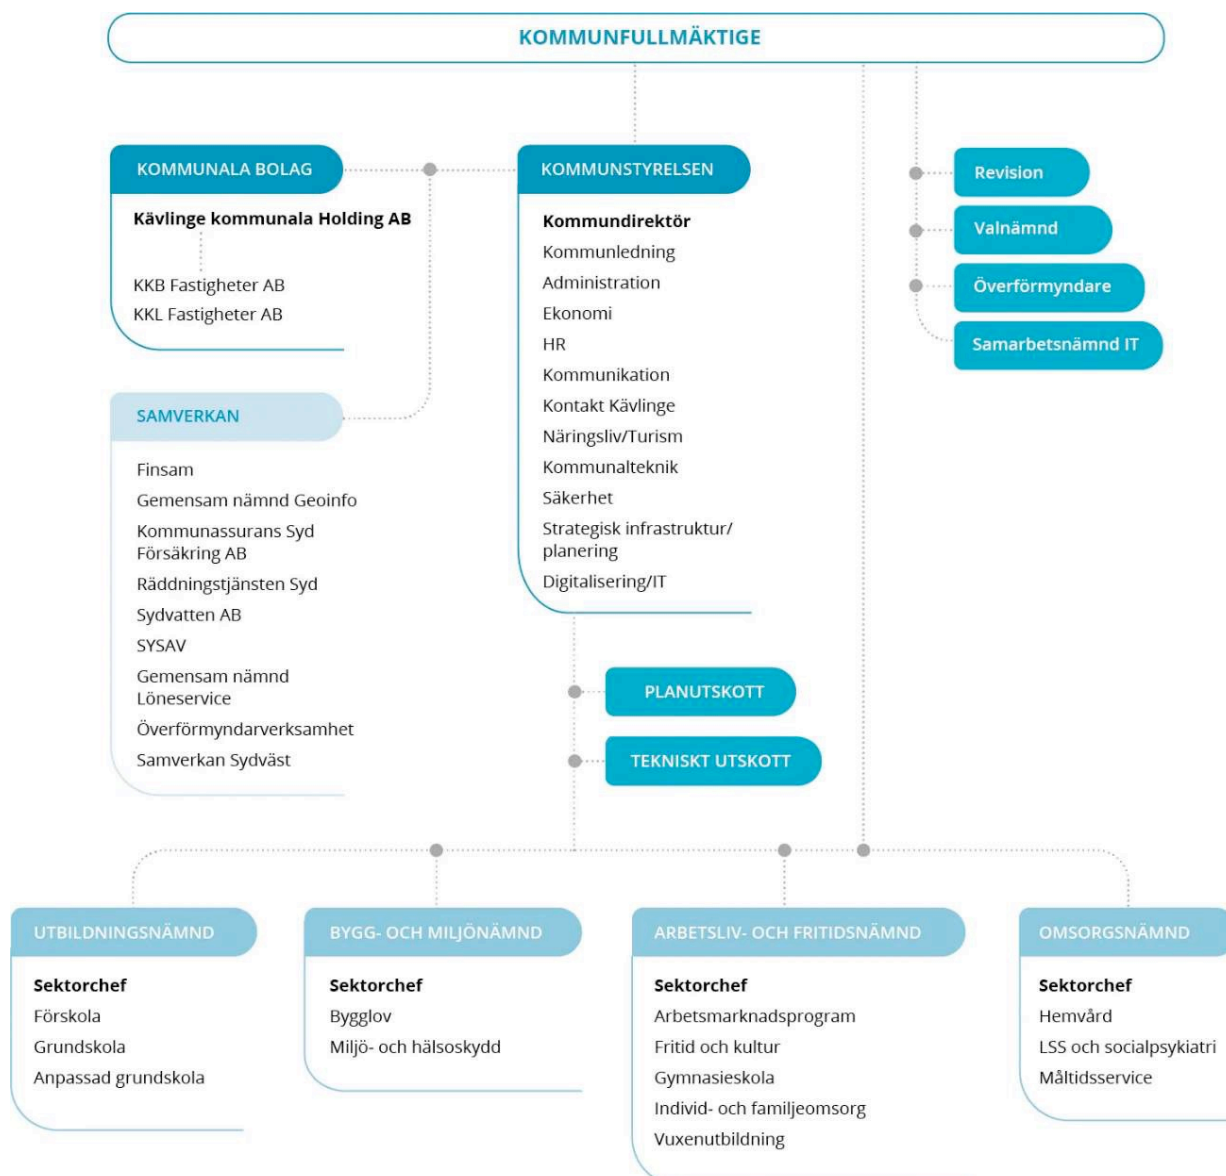 KOMMUNFULLMÄKTIGE
KOMMUNALA BOLAG
Kävlinge kommunala Holding AB
KKB Fastigheter AB
KKL Fastigheter AB
SAMVERKAN
Finsam
Gemensam nämnd Geoinfo
Kommunassurans Syd
Försäkring AB
Räddningstjänsten Syd
Sydvatten AB
SYSAV
Gemensam nämnd
Löneservice
Överförmyndarverksamhet
Samverkan Sydväst
KOMMUNSTYRELSEN
Kommundirektör
Kommunledning
Administration
Ekonomi
HR
Kommunikation
Kontakt Kävlinge
Näringsliv/Turism
Kommunalteknik
Säkerhet
Strategisk infrastruktur/
planering
Digitalisering/IT
Revision
Valnämnd
Överförmyndare
Samarbetsnämnd IT
PLANUTSKOTT
TEKNISKT UTSKOTT
UTBILDNINGSNÄMND
Sektorchef
Förskola
Grundskola
Anpassad grundskola
BYGG- OCH MILJÖNÄMND
Sektorchef
Bygglov
Miljö- och hälsoskydd
ARBETSLIV- OCH FRITIDSNÄMND
Sektorchef
Arbetsmarknadsprogram
Fritid och kultur
Gymnasieskola
Individ- och familjeomsorg
Vuxenutbildning
OMSORGSNÄMND
Sektorchef
Hemvård
LSS och socialpsykiatri
Måltidsservice